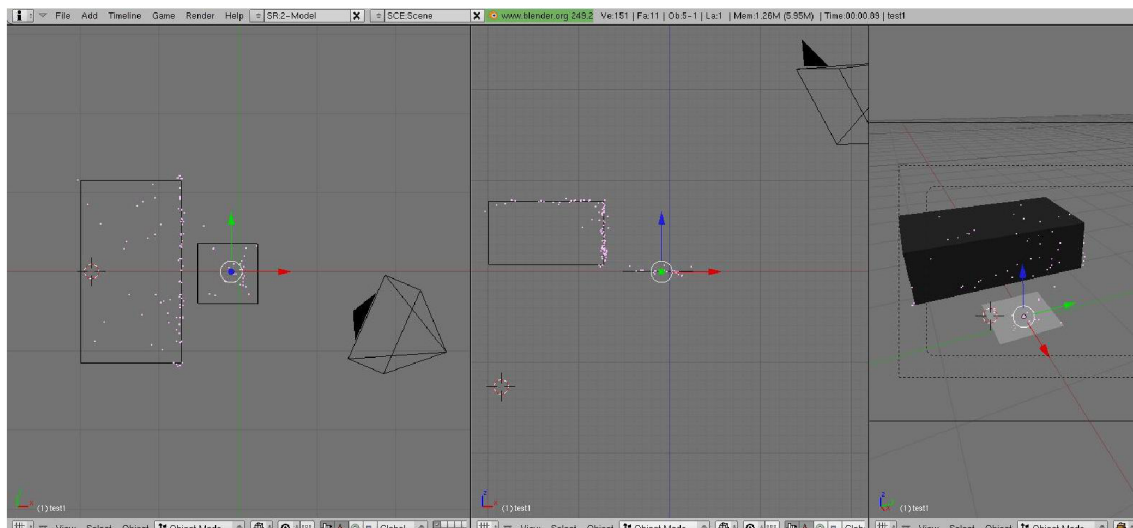 File Add Timeline Game Render Help SR:2-Model SCE:Scene www.blender.org 249.2 Ve:151 | Fa:11 | Ob:5-1 | La:1 | Mem:1.26M (5.95M) | Time:00:00.89 | test1
(1) test1
(1) test1
(1) test1
View Select Object Object Mode Global
View Select Object Object Mode Glob
View Select Object Object Mode